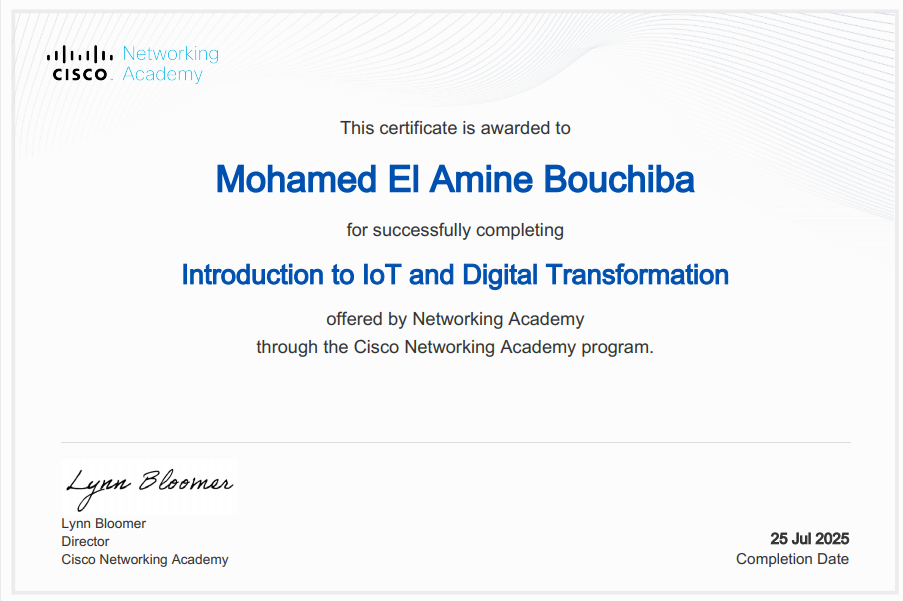 Networking
CISCO Academy
This certificate is awarded to
Mohamed El Amine Bouchiba
for successfully completing
Introduction to IoT and Digital Transformation
offered by Networking Academy
through the Cisco Networking Academy program.
Lynn Bloomer
Lynn Bloomer
Director
Cisco Networking Academy
25 Jul 2025
Completion Date